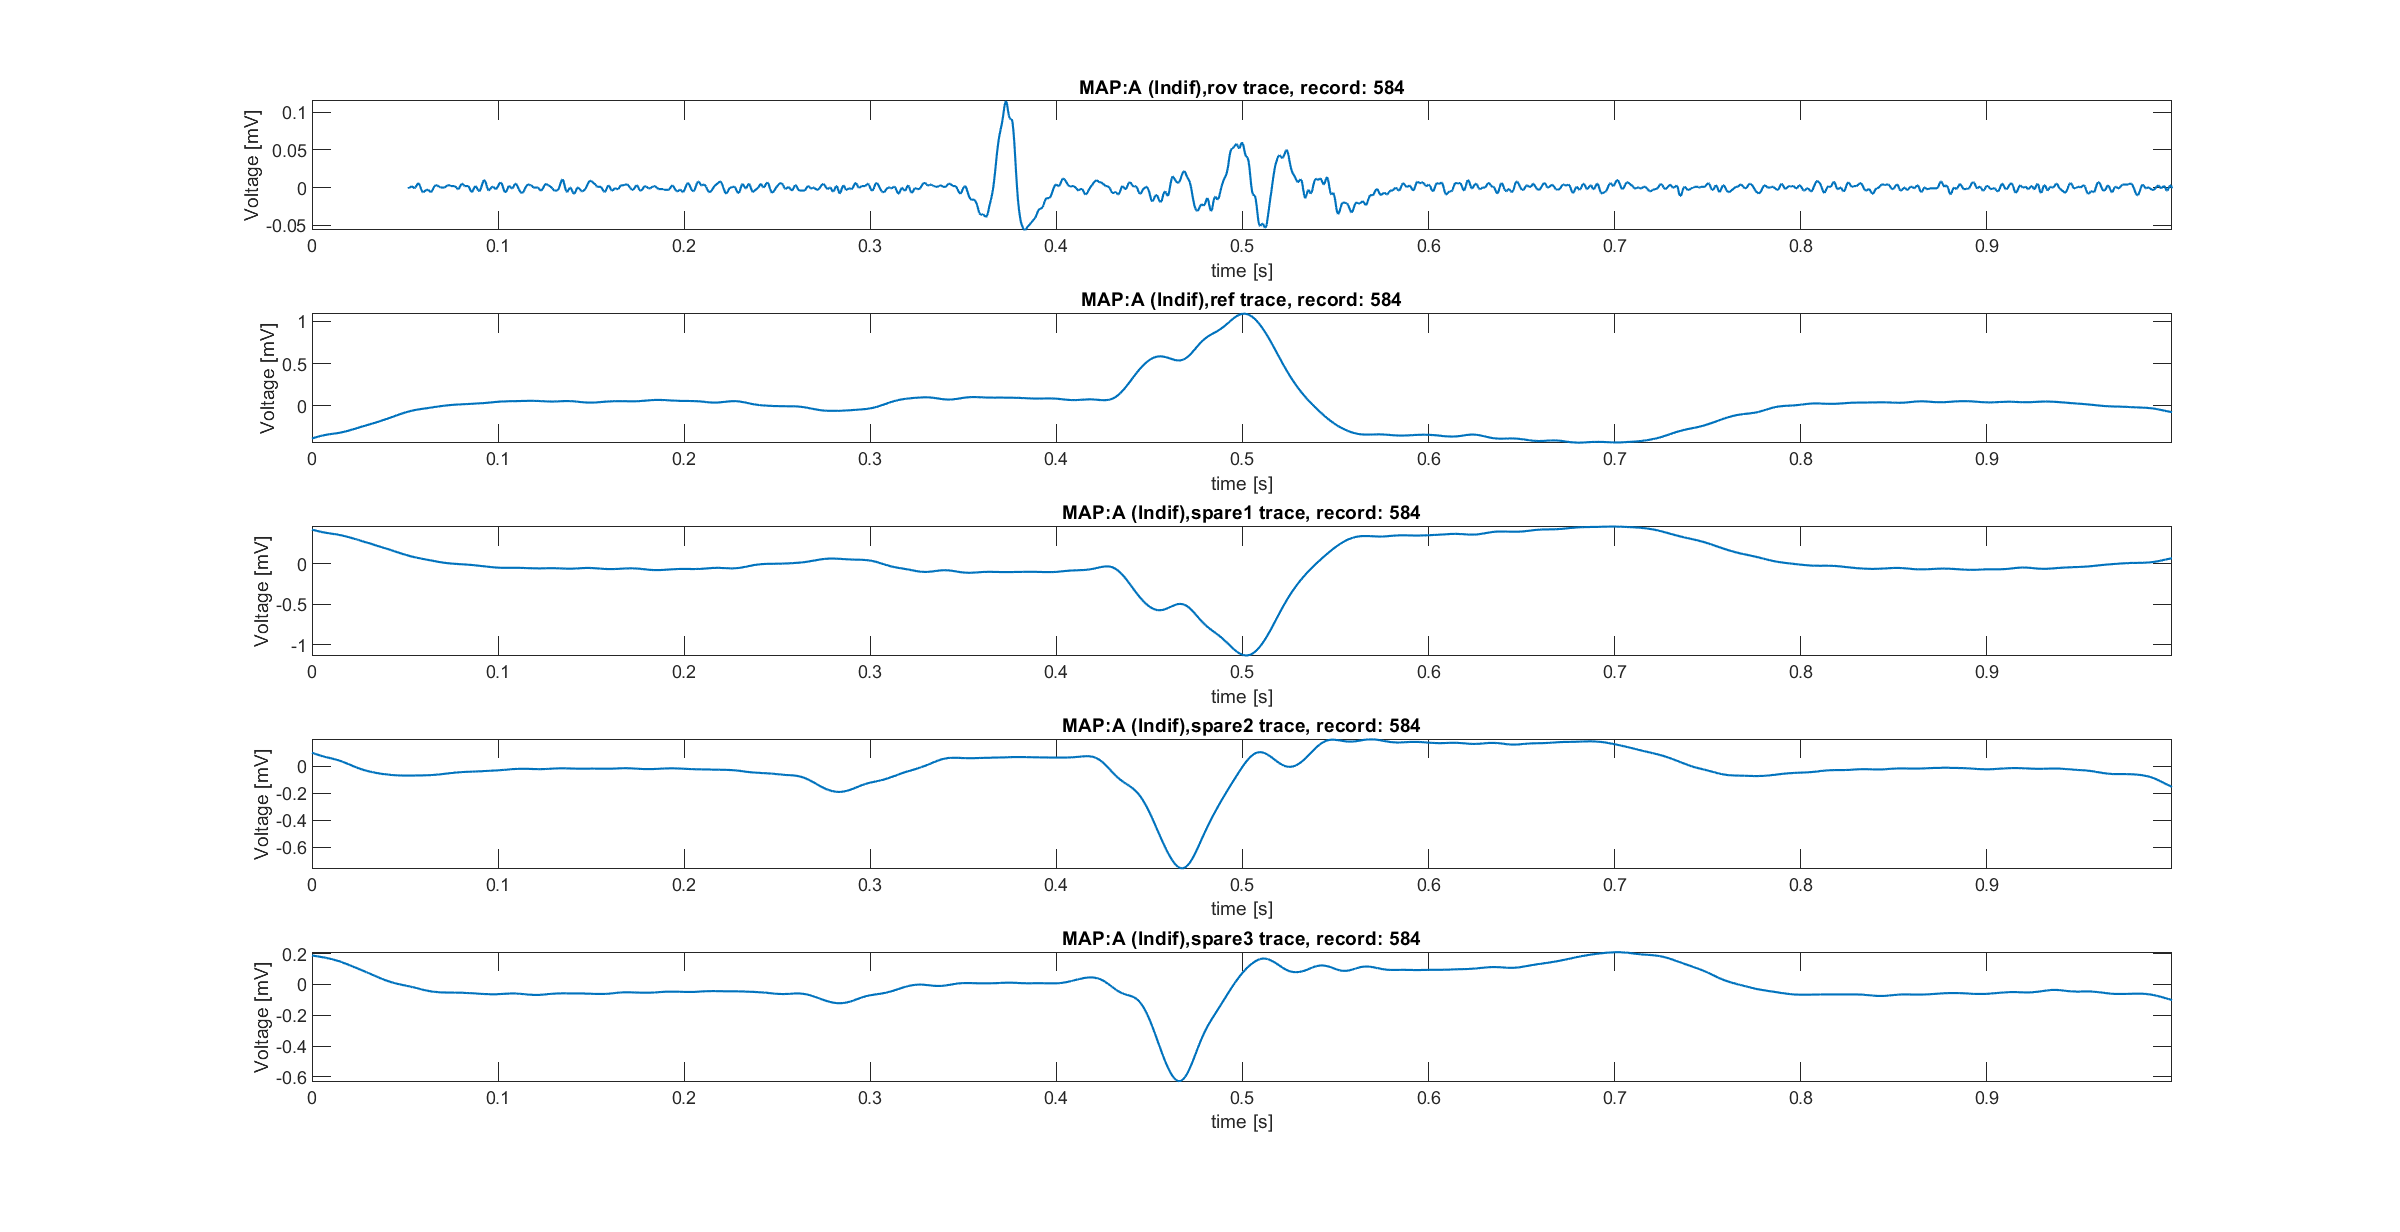 MAP:A (Indif),rov trace, record: 584
Voltage [mV]
0.1
0.05
0
-0.05
0 0.1 0.2 0.3 0.4 0.5 0.6 0.7 0.8 0.9
time [s]
MAP:A (Indif),ref trace, record: 584
Voltage [mV]
1
0.5
0
0 0.1 0.2 0.3 0.4 0.5 0.6 0.7 0.8 0.9
time [s]
MAP:A (Indif),spare1 trace, record: 584
Voltage [mV]
0
-0.5
-1
0 0.1 0.2 0.3 0.4 0.5 0.6 0.7 0.8 0.9
time [s]
MAP:A (Indif),spare2 trace, record: 584
Voltage [mV]
0
-0.2
-0.4
-0.6
0 0.1 0.2 0.3 0.4 0.5 0.6 0.7 0.8 0.9
time [s]
MAP:A (Indif),spare3 trace, record: 584
Voltage [mV]
0.2
0
-0.2
-0.4
-0.6
0 0.1 0.2 0.3 0.4 0.5 0.6 0.7 0.8 0.9
time [s]